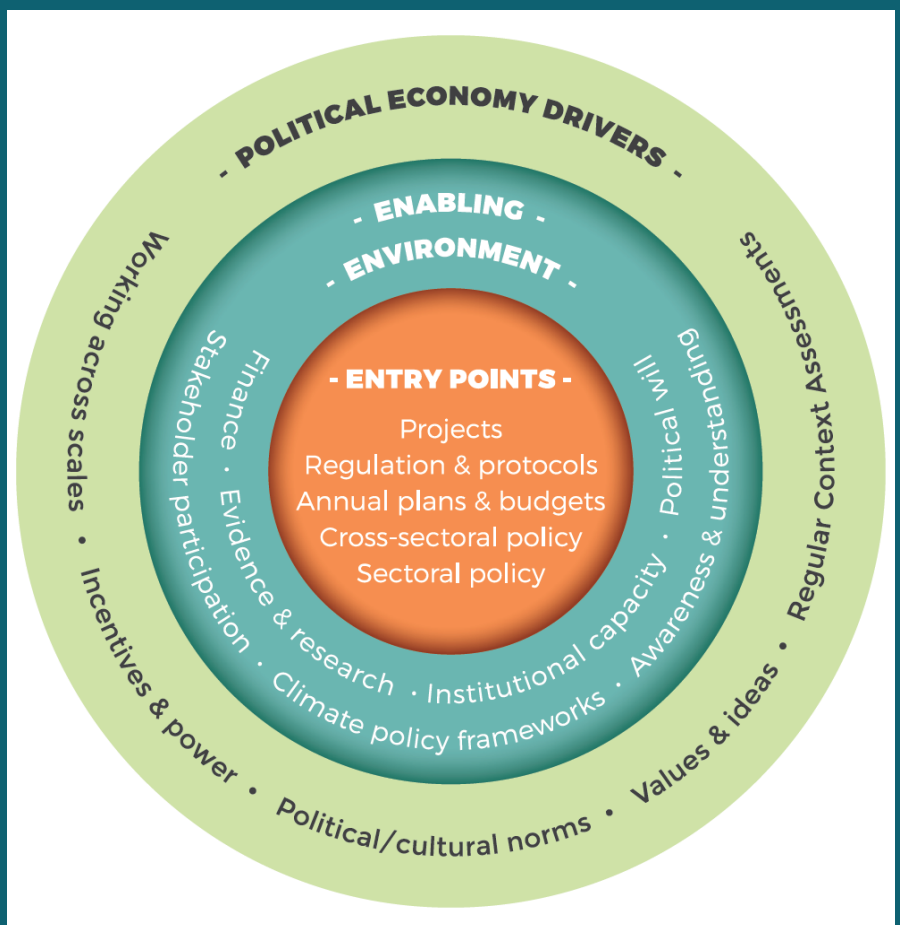 - POLITICAL ECONOMY DRIVERS -
Working across scales • Incentives & power • Political/cultural norms • Values & ideas • Regular Context Assessments
- ENABLING -
- ENVIRONMENT -
Stakeholder participation · Climate policy frameworks · Awareness & understanding
Finance · Evidence & research · Institutional capacity · Political will
- ENTRY POINTS -
Projects
Regulation & protocols
Annual plans & budgets
Cross-sectoral policy
Sectoral policy